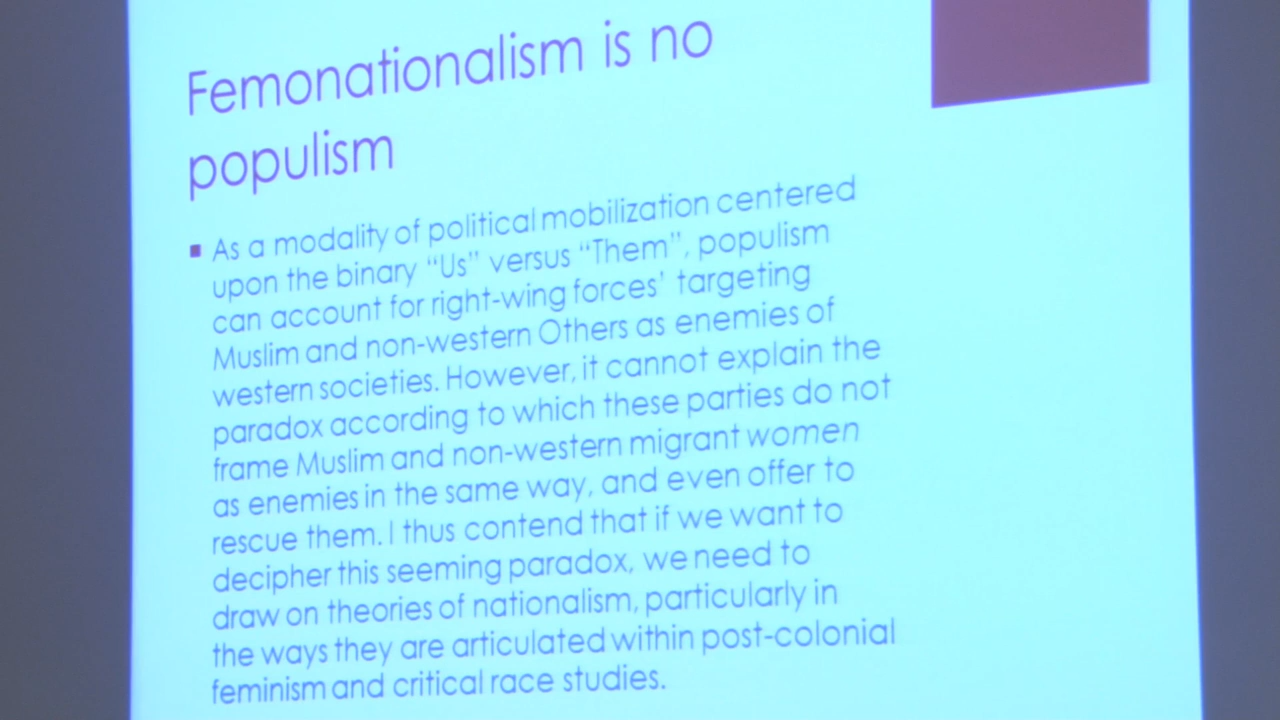 Femonationalism is no
populism
As a modality of political mobilization centered
upon the binary “Us” versus “Them”, populism
can account for right-wing forces’ targeting
Muslim and non-western Others as enemies of
western societies. However, it cannot explain the
paradox according to which these parties do not
frame Muslim and non-western migrant women
as enemies in the same way, and even offer to
rescue them. I thus contend that if we want to
decipher this seeming paradox, we need to
draw on theories of nationalism, particularly in
the ways they are articulated within post-colonial
feminism and critical race studies.